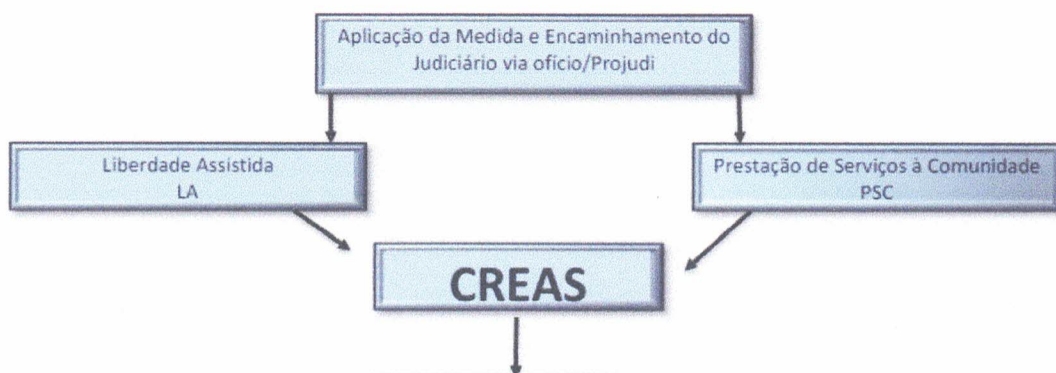 Aplicação da Medida e Encaminhamento do
Judiciário via ofício/Projudi
Liberdade Assistida
LA
Prestação de Serviços à Comunidade
PSC
CREAS